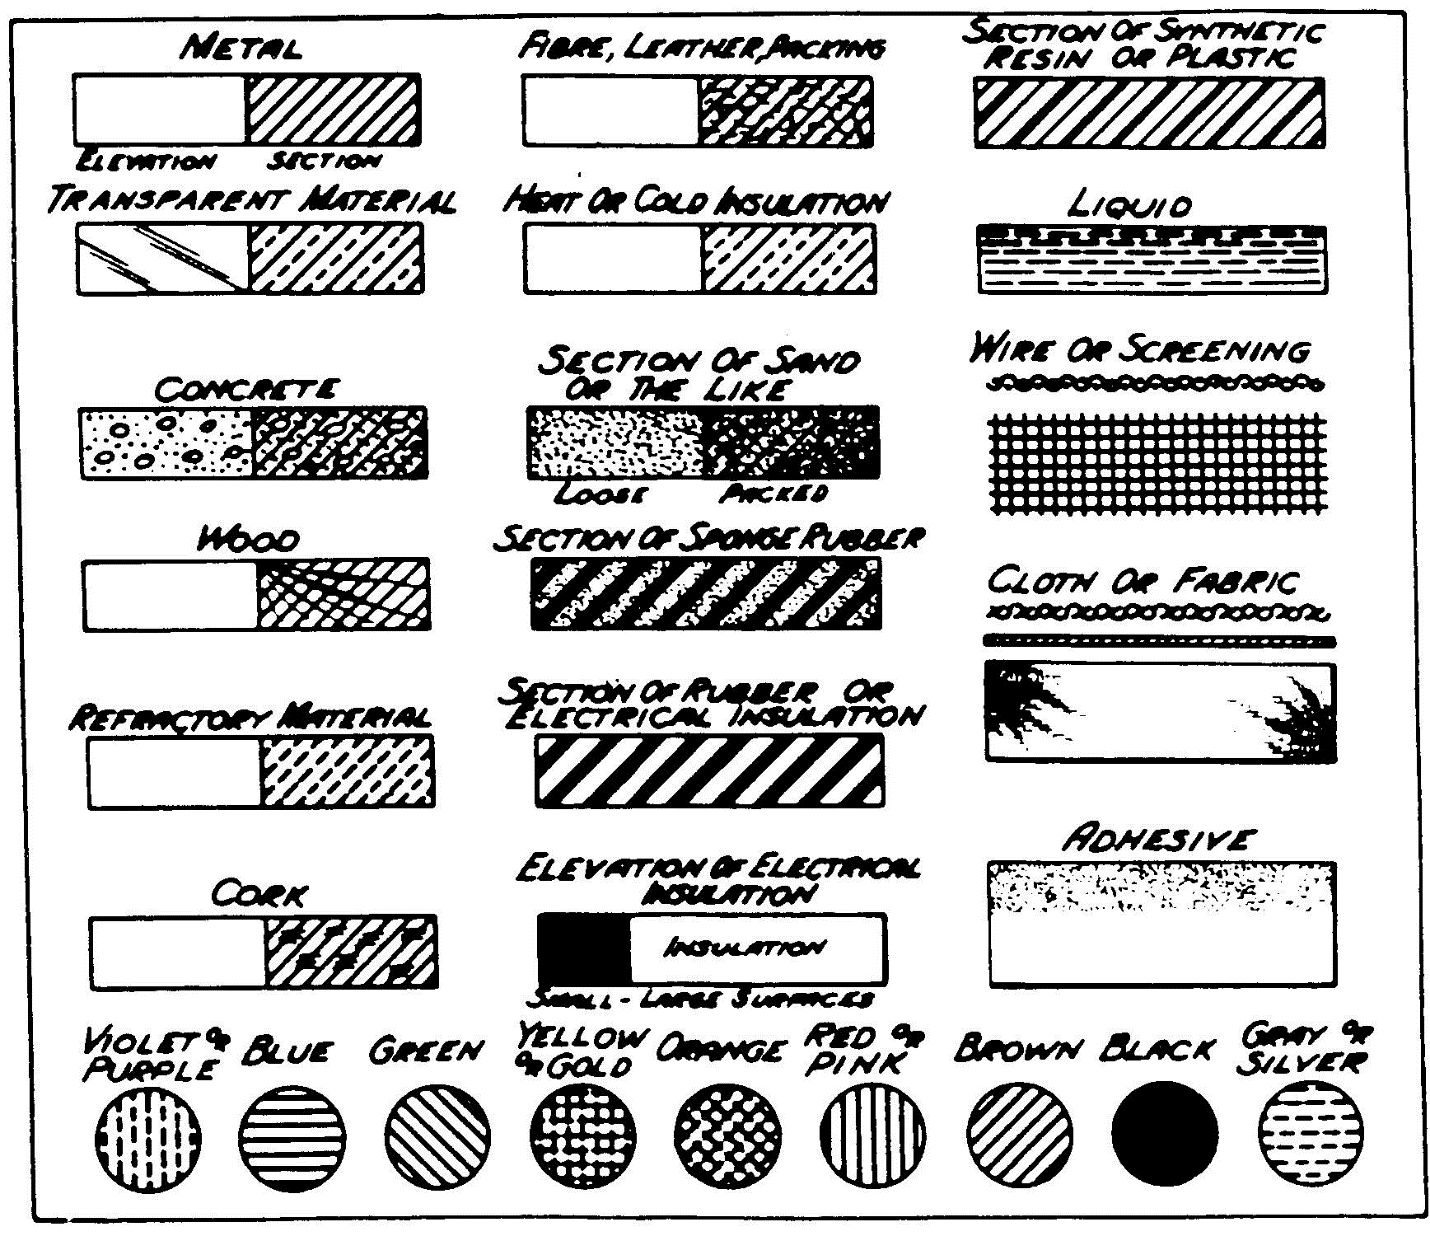 METAL
ELEVATION SECTION
TRANSPARENT MATERIAL
CONCRETE
WOOD
REFRACTORY MATERIAL
CORK
FIBRE, LEATHER, PACKING
HEAT OR COLD INSULATION
SECTION OF SAND
OR THE LIKE
LOOSE PACKED
SECTION OF SPONGE RUBBER
SECTION OF RUBBER OR
ELECTRICAL INSULATION
ELEVATION OF ELECTRICAL
INSULATION
INSULATION
SMALL - LARGE SURFACES
SECTION OF SYNTHETIC
RESIN OR PLASTIC
LIQUID
WIRE OR SCREENING
CLOTH OR FABRIC
ADHESIVE
VIOLET OR
PURPLE
BLUE
GREEN
YELLOW
OR GOLD
ORANGE
RED OR
PINK
BROWN
BLACK
GRAY OR
SILVER